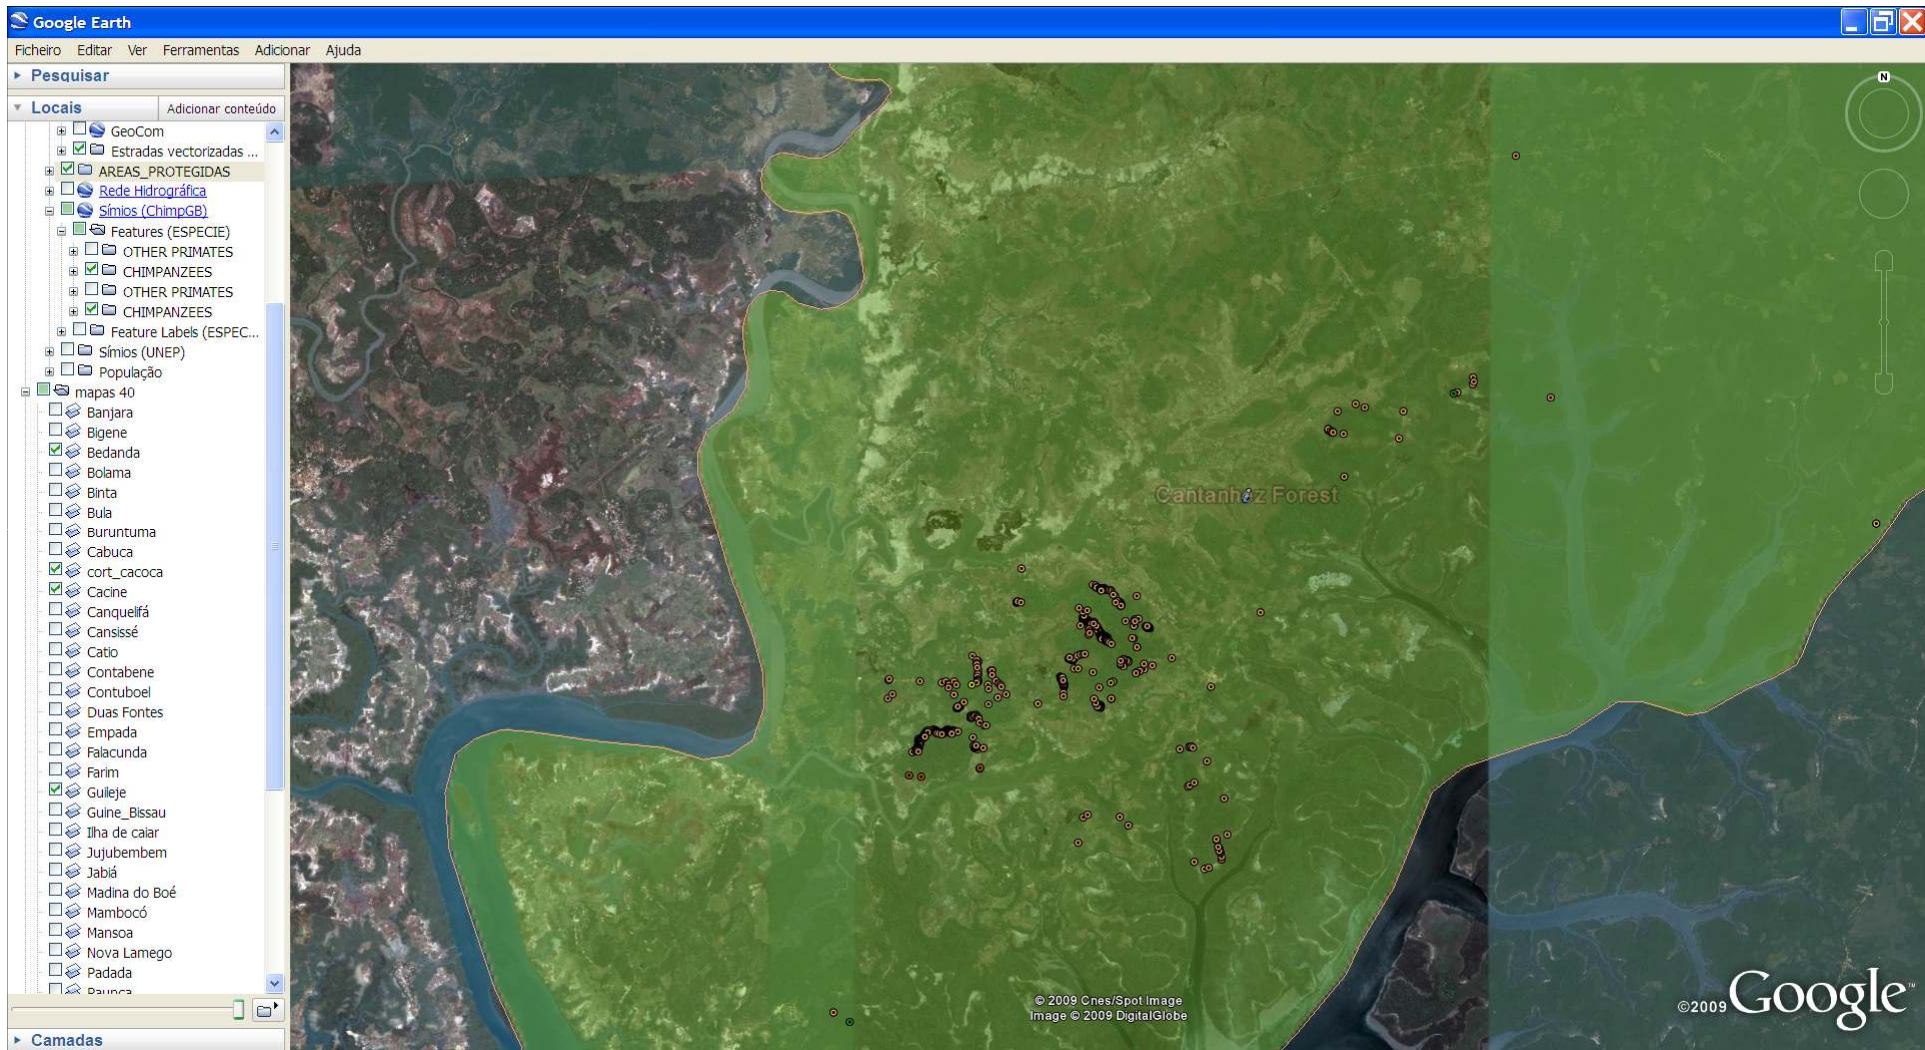 Google Earth
Ficheiro Editar Ver Ferramentas Adicionar Ajuda
Pesquisar
Locais Adicionar conteúdo
GeoCom
Estradas vectorizadas ...
AREAS_PROTEGIDAS
Rede Hidrográfica
Símios (ChimpGB)
Features (ESPECIE)
OTHER PRIMATES
CHIMPANZEES
OTHER PRIMATES
CHIMPANZEES
Feature Labels (ESPEC...
Símios (UNEP)
População
mapas 40
Banjara
Bigene
Bedanda
Bolama
Binta
Bula
Buruntuma
Cabuca
cort_cacoca
Cacine
Canquelifá
Cansissé
Catio
Contabene
Contuboel
Duas Fontes
Empada
Falacunda
Farim
Guileje
Guine_Bissau
Ilha de caiar
Jujubembem
Jabiá
Madina do Boé
Mambocó
Mansoa
Nova Lamego
Padada
Paunca
Camadas
N
Cantanhez Forest
© 2009 Cnes/Spot Image
Image © 2009 DigitalGlobe
©2009 Google™